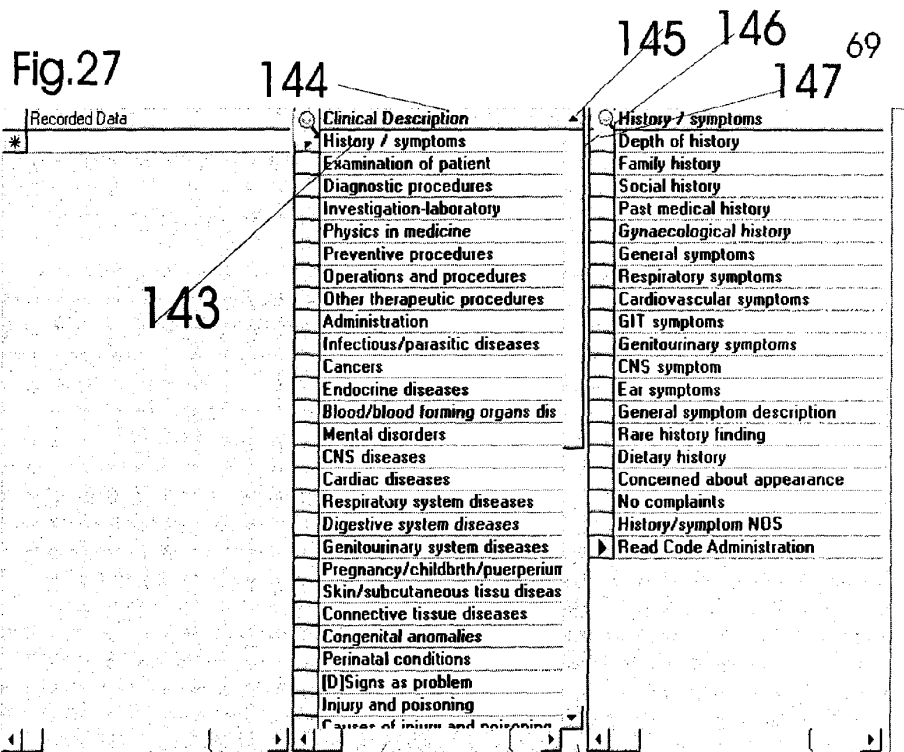 Fig.27
144
145
146
147
69
Recorded Data
*
143
Clinical Description
History / symptoms
Examination of patient
Diagnostic procedures
Investigation-laboratory
Physics in medicine
Preventive procedures
Operations and procedures
Other therapeutic procedures
Administration
Infectious/parasitic diseases
Cancers
Endocrine diseases
Blood/blood forming organs dis
Mental disorders
CNS diseases
Cardiac diseases
Respiratory system diseases
Digestive system diseases
Genitourinary system diseases
Pregnancy/childbrth/puerperium
Skin/subcutaneous tissu diseas
Connective tissue diseases
Congenital anomalies
Perinatal conditions
[D]Signs as problem
Injury and poisoning
Causes of injury and poisoning
History / symptoms
Depth of history
Family history
Social history
Past medical history
Gynaecological history
General symptoms
Respiratory symptoms
Cardiovascular symptoms
GIT symptoms
Genitourinary symptoms
CNS symptom
Ear symptoms
General symptom description
Rare history finding
Dietary history
Concerned about appearance
No complaints
History/symptom NOS
Read Code Administration